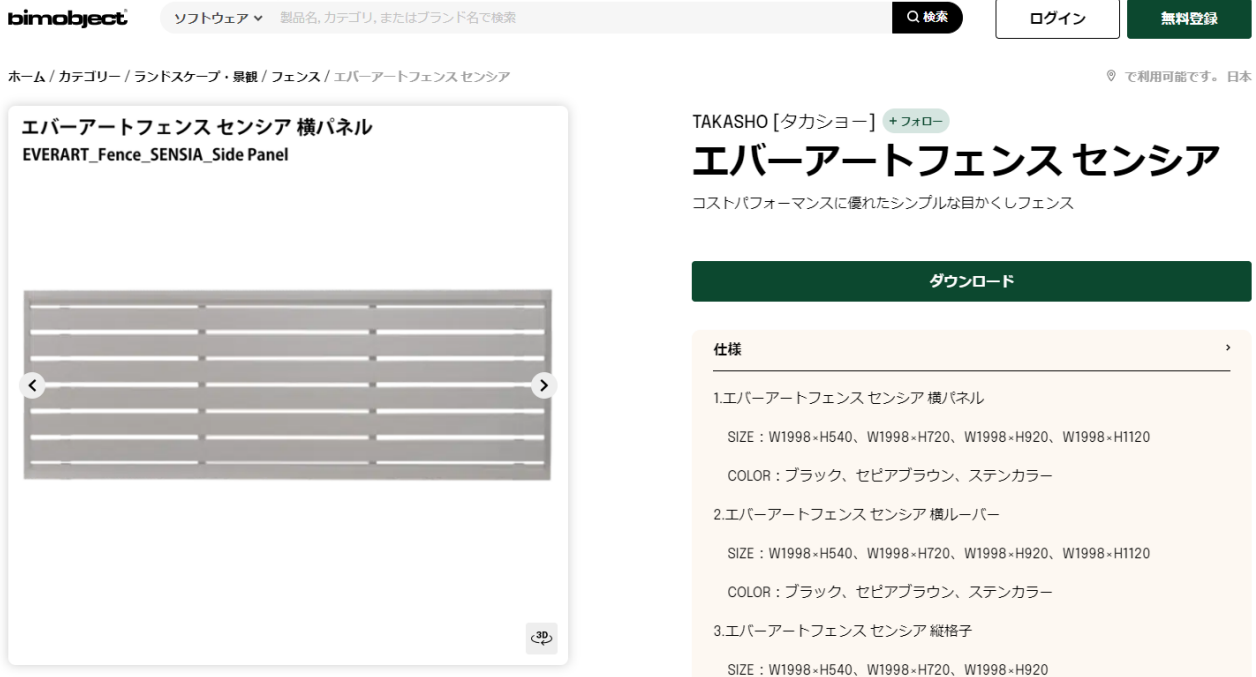 bimobject
ソフトウェア
製品名, カテゴリ, またはブランド名で検索
検索
ログイン
無料登録
ホーム / カテゴリー / ランドスケープ・景観 / フェンス / エバーアートフェンス センシア
で利用可能です。 日本
エバーアートフェンス センシア 横パネル
EVERART_Fence_SENSIA_Side Panel
3D
TAKASHO [タカショー]
+ フォロー
エバーアートフェンス センシア
コストパフォーマンスに優れたシンプルな目かくしフェンス
ダウンロード
仕様
1.エバーアートフェンス センシア 横パネル
SIZE：W1998×H540、W1998×H720、W1998×H920、W1998×H1120
COLOR：ブラック、セピアブラウン、ステンカラー
2.エバーアートフェンス センシア 横ルーバー
SIZE：W1998×H540、W1998×H720、W1998×H920、W1998×H1120
COLOR：ブラック、セピアブラウン、ステンカラー
3.エバーアートフェンス センシア 縦格子
SIZE：W1998×H540、W1998×H720、W1998×H920